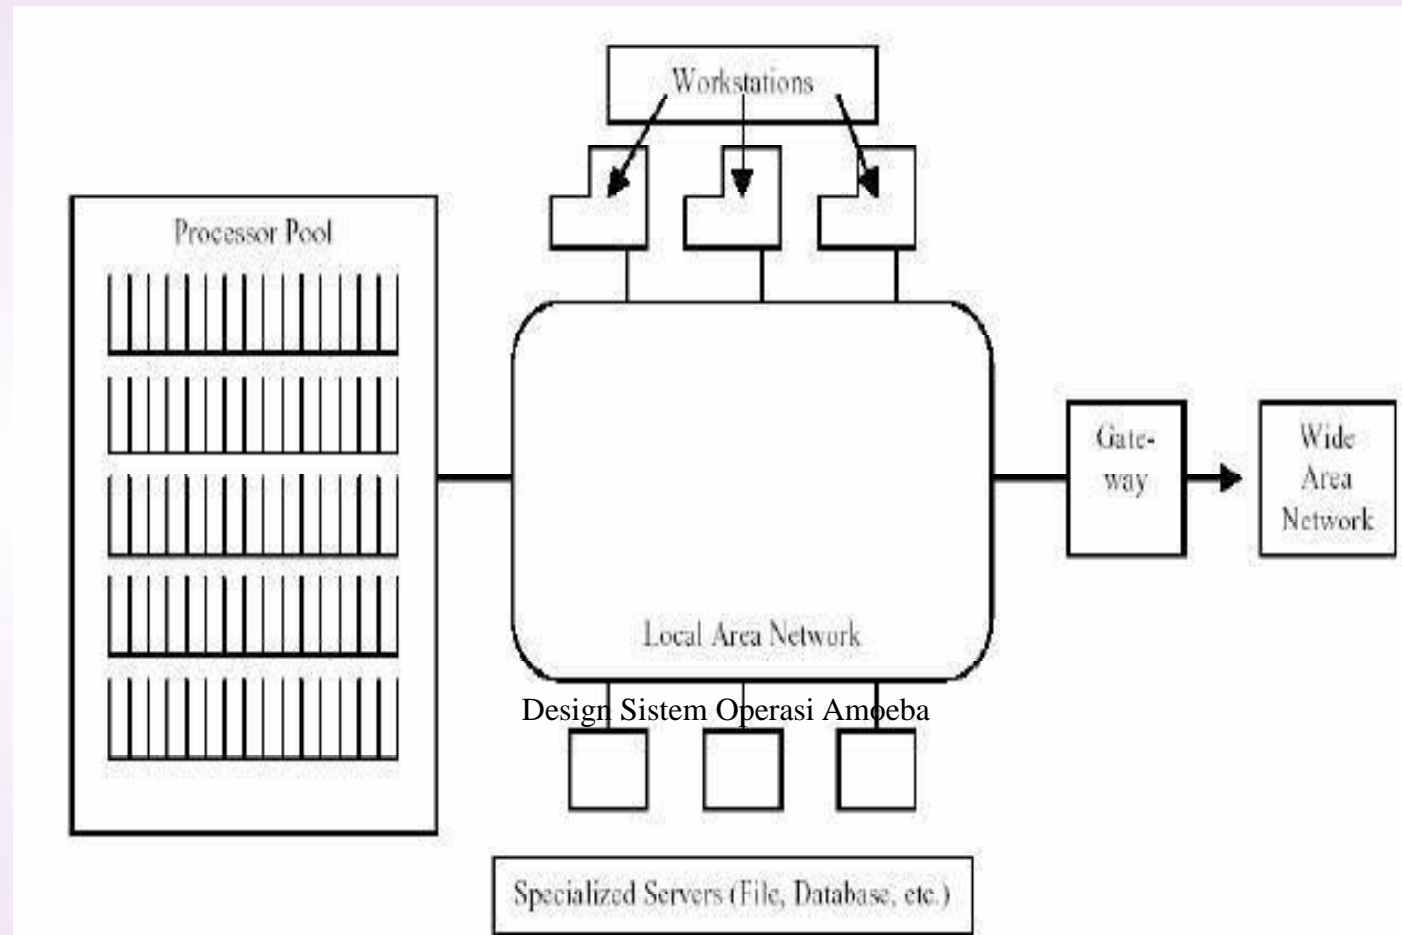 Workstations
Processor Pool
Gate-
way
Wide
Area
Network
Local Area Network
Design Sistem Operasi Amoeba
Specialized Servers (File, Database, etc.)